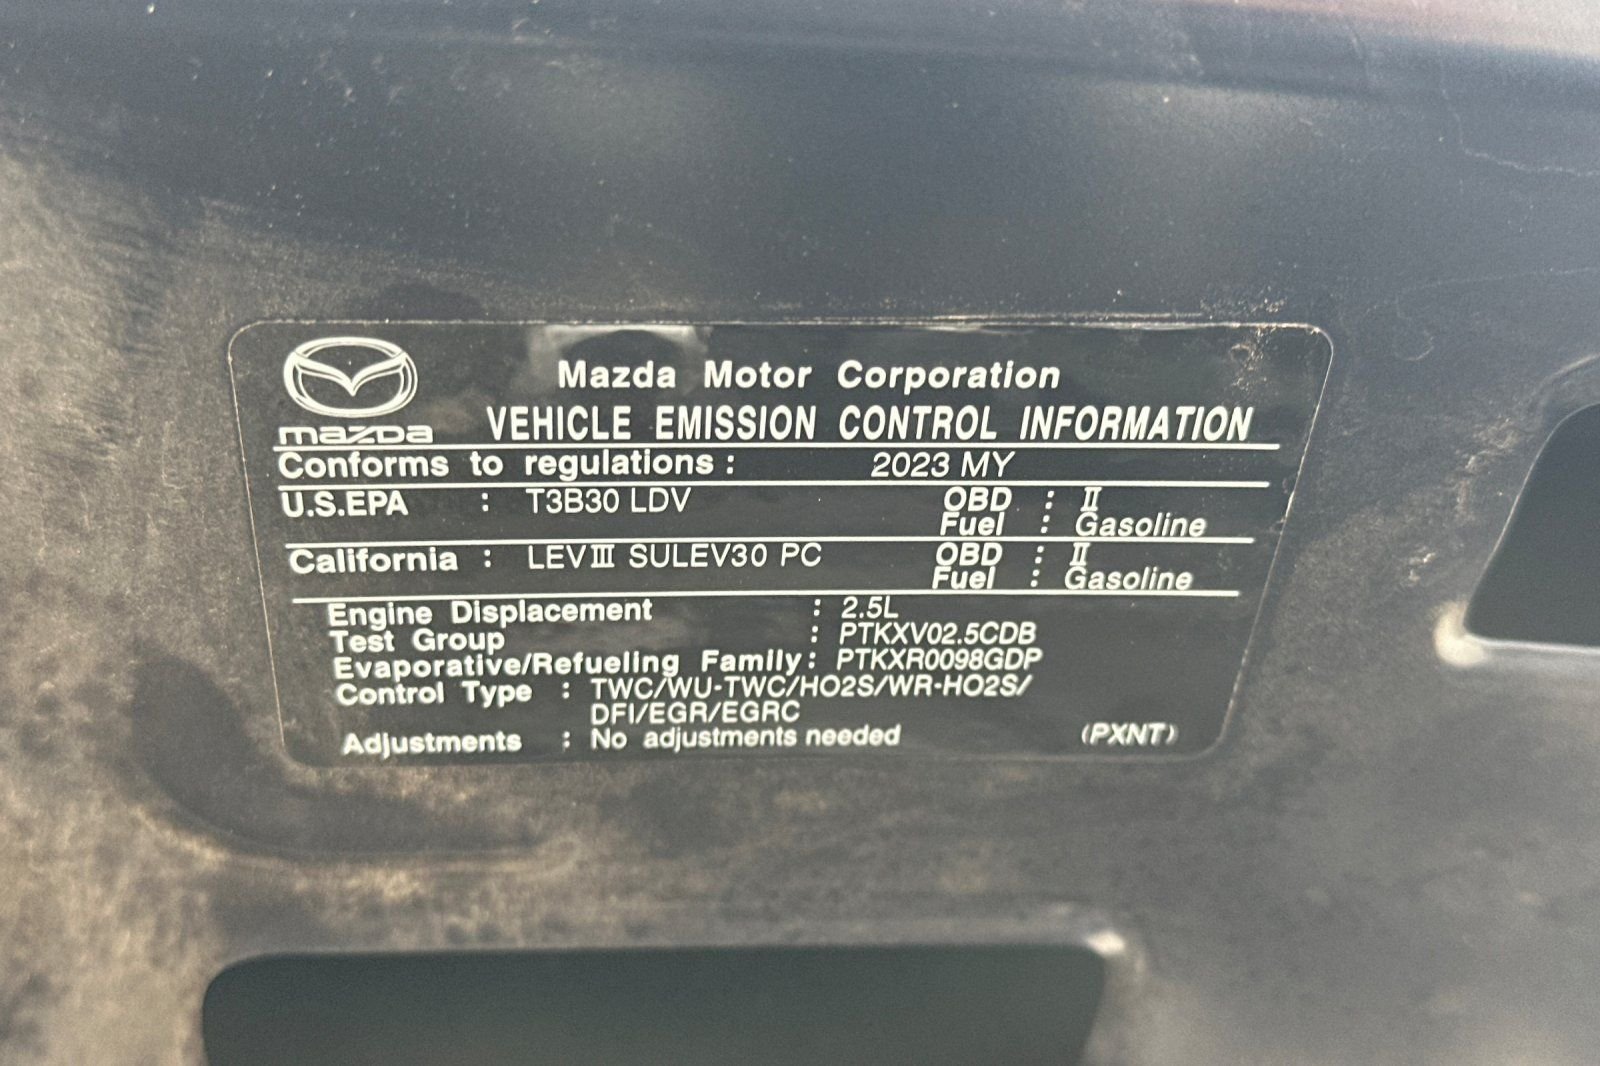 mazda
Mazda Motor Corporation
VEHICLE EMISSION CONTROL INFORMATION
Conforms to regulations : 2023 MY
U.S.EPA : T3B30 LDV OBD : II
Fuel : Gasoline
California : LEVIII SULEV30 PC OBD : II
Fuel : Gasoline
Engine Displacement : 2.5L
Test Group : PTKXV02.5CDB
Evaporative/Refueling Family : PTKXR0098GDP
Control Type : TWC/WU-TWC/HO2S/WR-HO2S/
DFI/EGR/EGRC
Adjustments : No adjustments needed (PXNT)